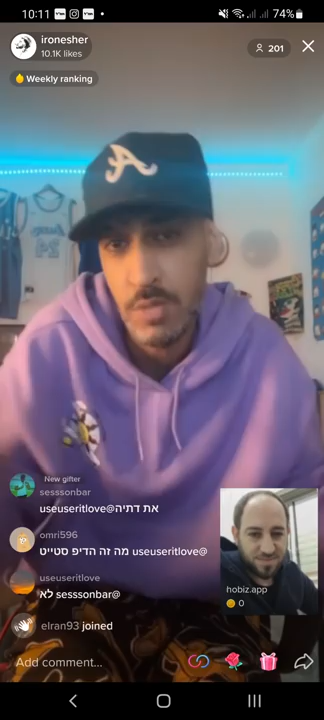 10:11
74%
ironesher
10.1K likes
201
Weekly ranking
A
New gifter
sesssonbar
useuseritlove@את דתיה
omri596
מה זה הדיפ סטייט useuseritlove@
useuseritlove
לא sesssonbar@
hobiz.app
0
elran93 joined
Add comment...